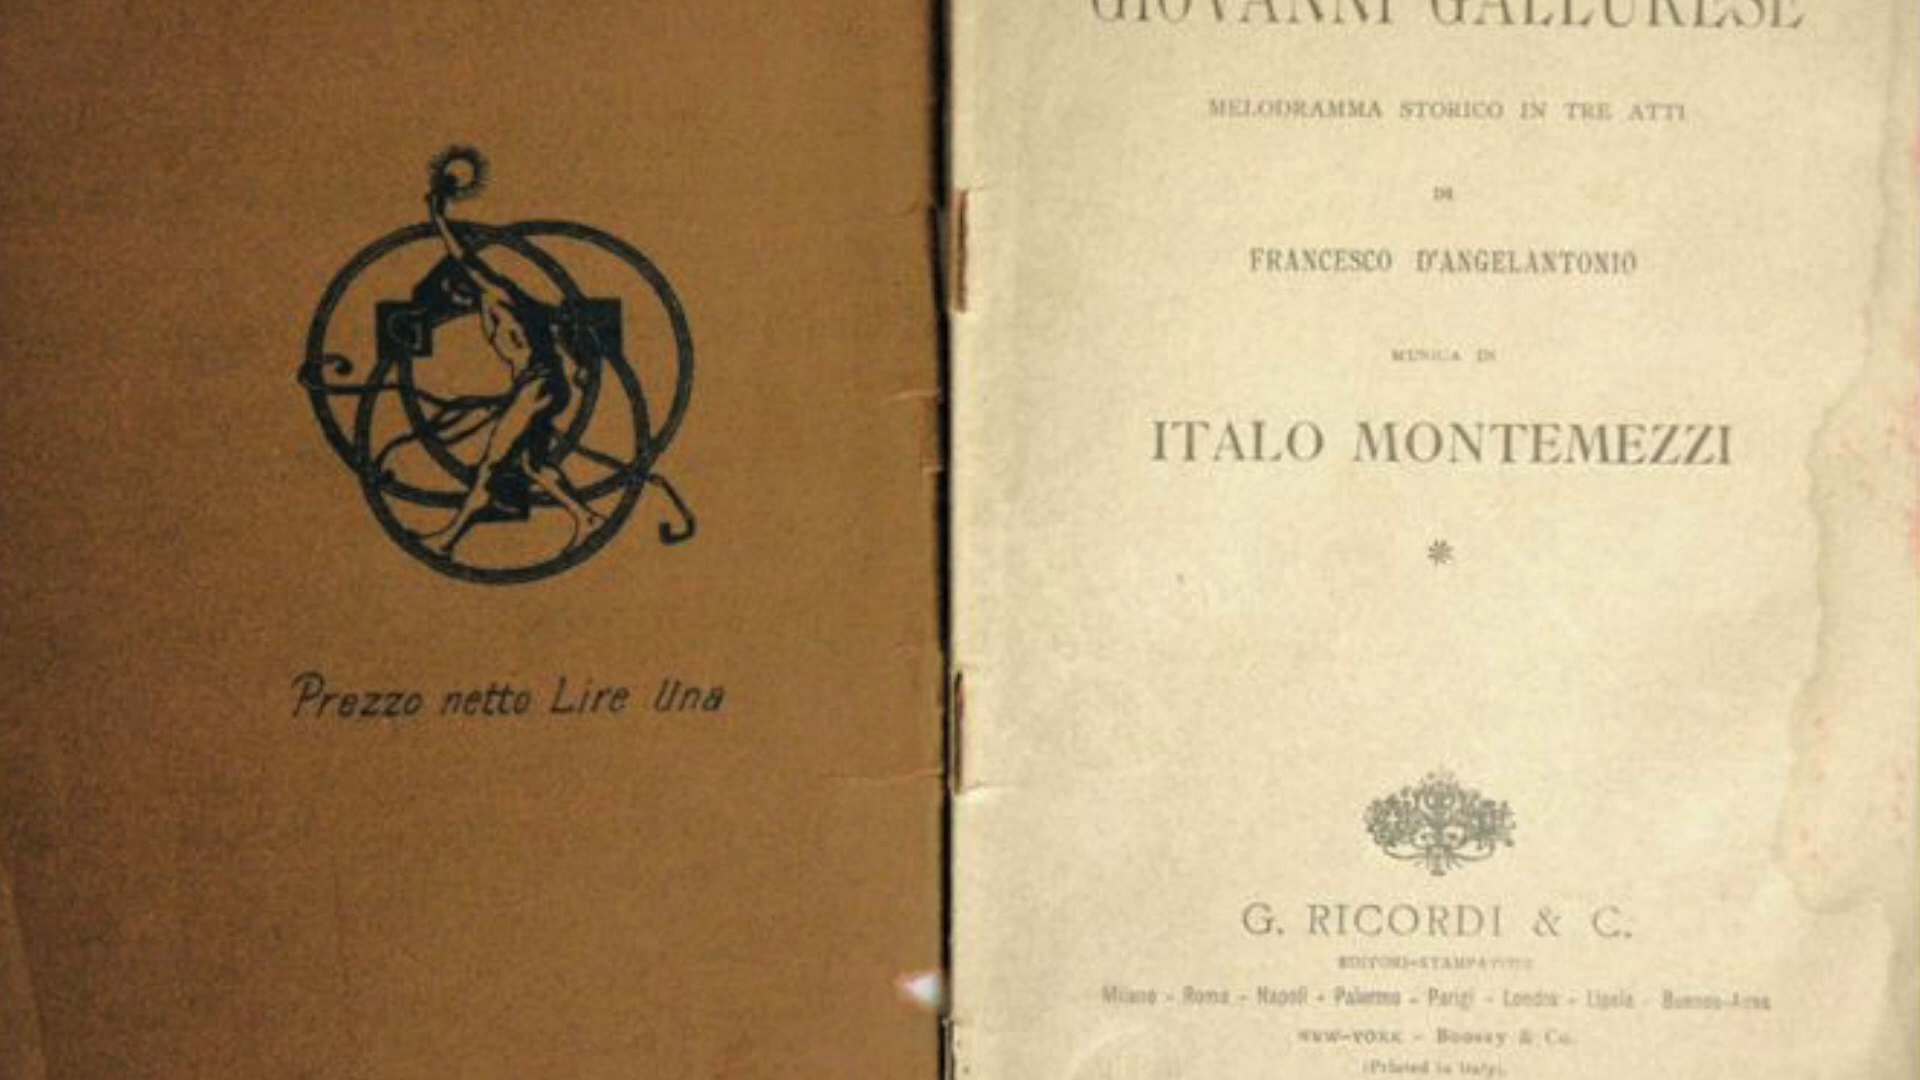 Prezzo netto Lire Una
GIOVANNI GALLURESE
MELODRAMMA STORICO IN TRE ATTI
DI
FRANCESCO D'ANGELANTONIO
MUSICA DI
ITALO MONTEMEZZI
G. RICORDI & C.
EDITORI-STAMPATORI
Milano - Roma - Napoli - Palermo - Parigi - Londra - Lipsia - Buenos-Aires
NEW-YORK - Boosey & Co.
(Printed in Italy).